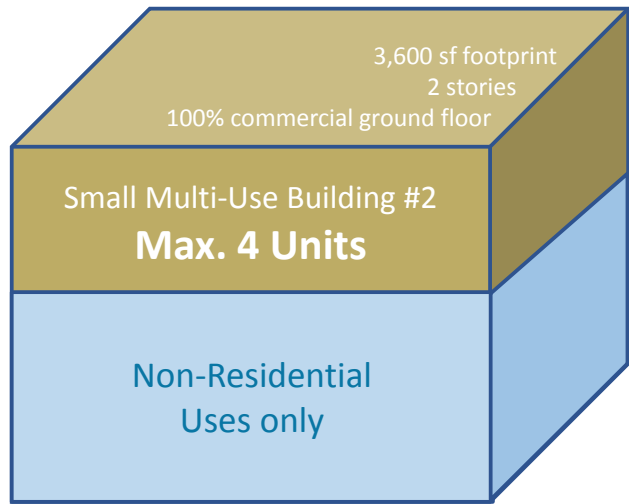 3,600 sf footprint
2 stories
100% commercial ground floor
Small Multi-Use Building #2
Max. 4 Units
Non-Residential
Uses only